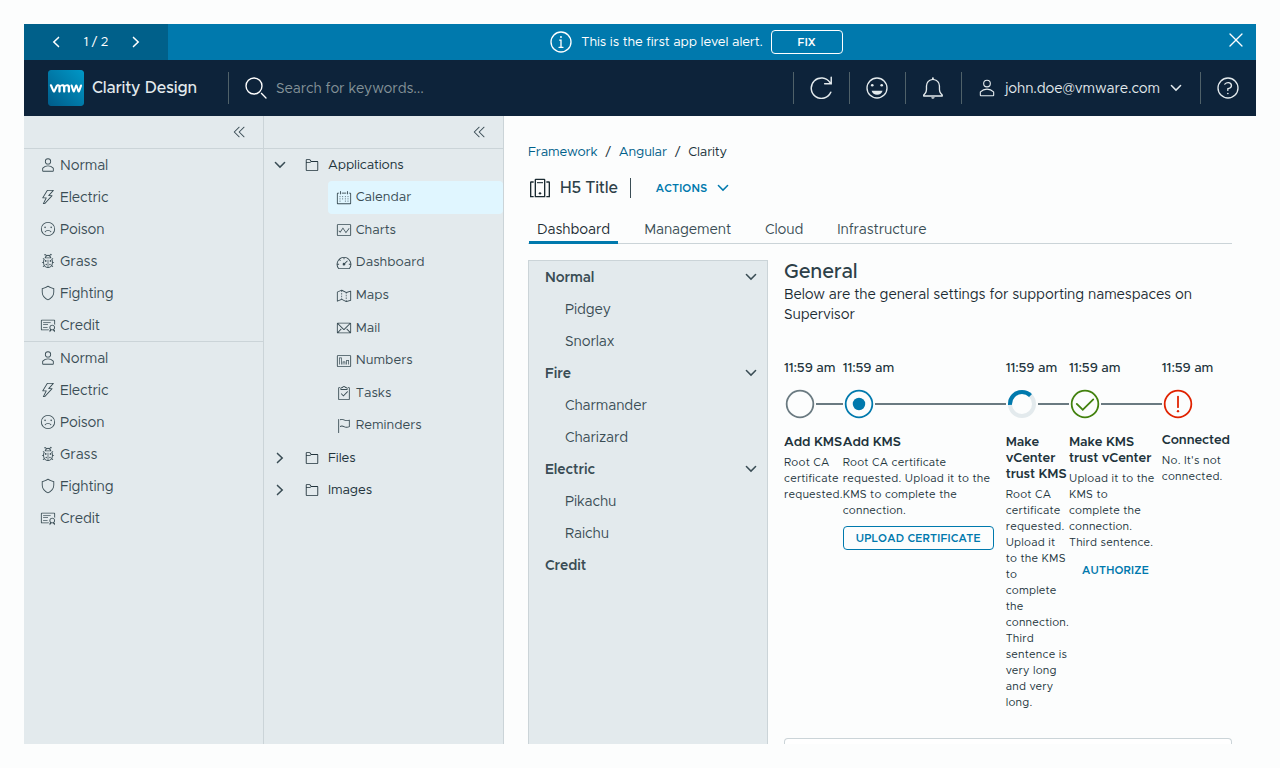 1 / 2
This is the first app level alert.
FIX
vmw Clarity Design
Search for keywords...
john.doe@vmware.com
Normal
Electric
Poison
Grass
Fighting
Credit
Normal
Electric
Poison
Grass
Fighting
Credit
Applications
Calendar
Charts
Dashboard
Maps
Mail
Numbers
Tasks
Reminders
Files
Images
Framework / Angular / Clarity
H5 Title
ACTIONS
Dashboard Management Cloud Infrastructure
Normal
Pidgey
Snorlax
Fire
Charmander
Charizard
Electric
Pikachu
Raichu
Credit
General
Below are the general settings for supporting namespaces on
Supervisor
11:59 am
Add KMS
Root CA
certificate
requested.
11:59 am
Add KMS
Root CA certificate
requested. Upload it to the
KMS to complete the
connection.
UPLOAD CERTIFICATE
11:59 am
Make
vCenter
trust KMS
Root CA
certificate
requested.
Upload it
to the KMS
to
complete
the
connection.
Third
sentence is
very long
and very
long.
11:59 am
Make KMS
trust vCenter
Upload it to the
KMS to
complete the
connection.
Third sentence.
AUTHORIZE
11:59 am
Connected
No. It's not
connected.